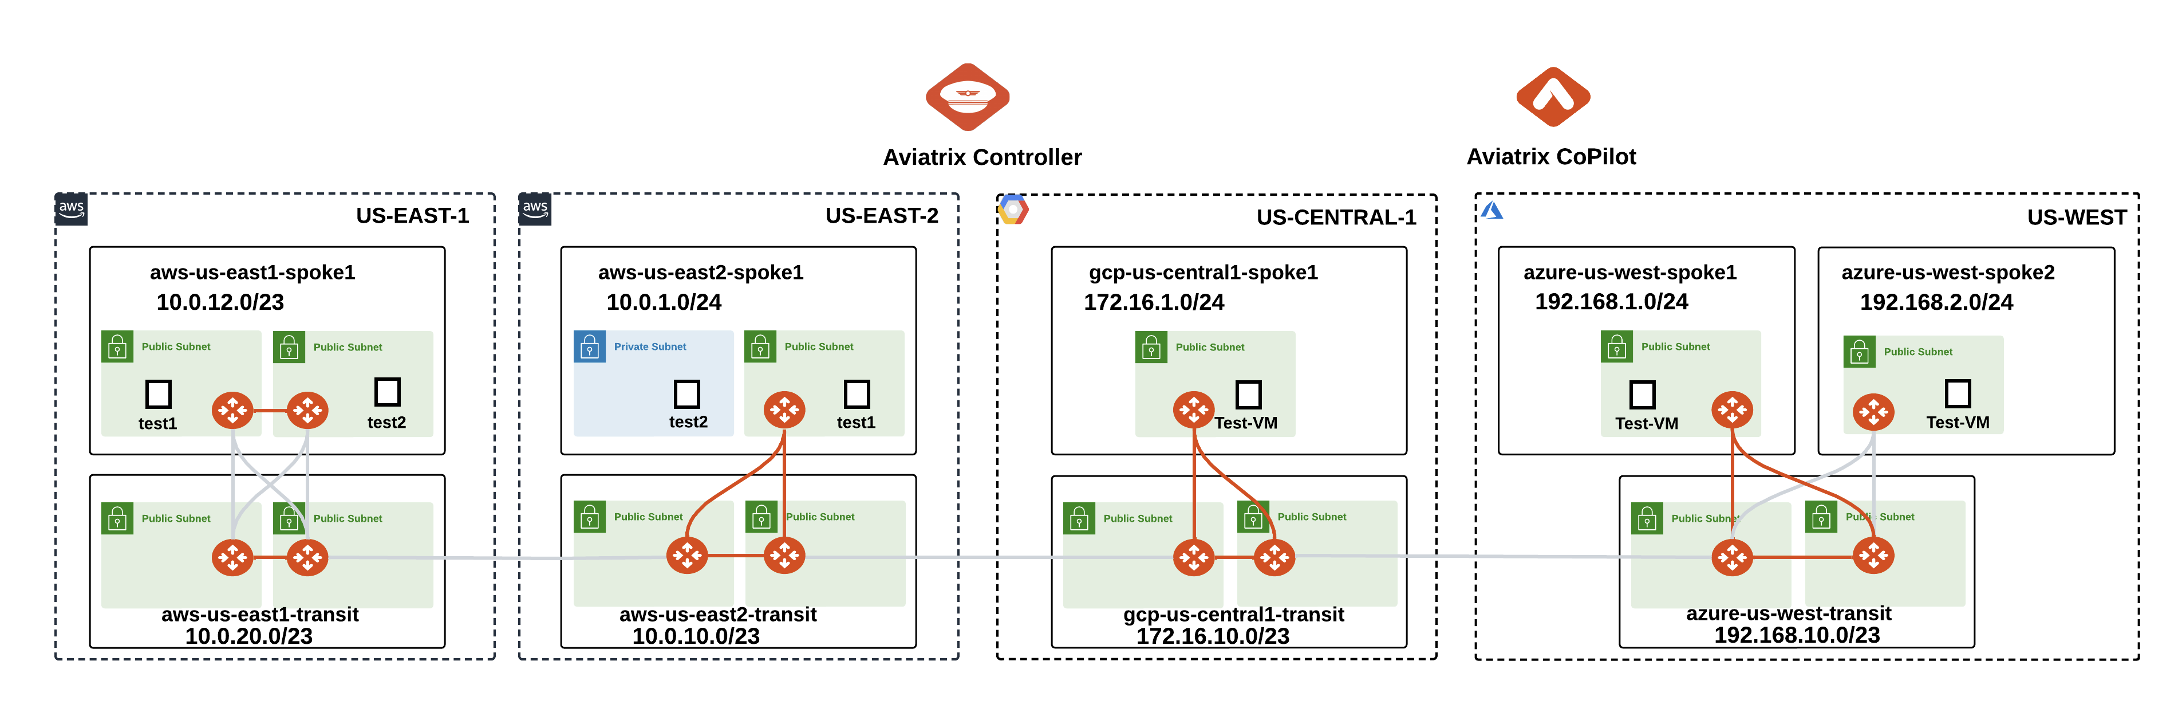 Aviatrix Controller
Aviatrix CoPilot
aws
US-EAST-1
aws-us-east1-spoke1
10.0.12.0/23
Public Subnet
Public Subnet
test1
test2
Public Subnet
Public Subnet
aws-us-east1-transit
10.0.20.0/23
aws
US-EAST-2
aws-us-east2-spoke1
10.0.1.0/24
Private Subnet
Public Subnet
test2
test1
Public Subnet
Public Subnet
aws-us-east2-transit
10.0.10.0/23
US-CENTRAL-1
gcp-us-central1-spoke1
172.16.1.0/24
Public Subnet
Test-VM
Public Subnet
Public Subnet
gcp-us-central1-transit
172.16.10.0/23
US-WEST
azure-us-west-spoke1
192.168.1.0/24
Public Subnet
Test-VM
azure-us-west-spoke2
192.168.2.0/24
Public Subnet
Test-VM
Public Subnet
Public Subnet
azure-us-west-transit
192.168.10.0/23